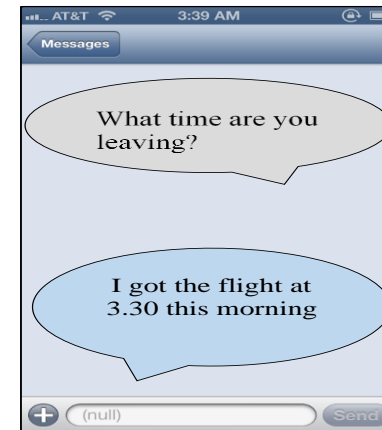 AT&T 3:39 AM
Messages
What time are you
leaving?
I got the flight at
3.30 this morning
(null)
Send